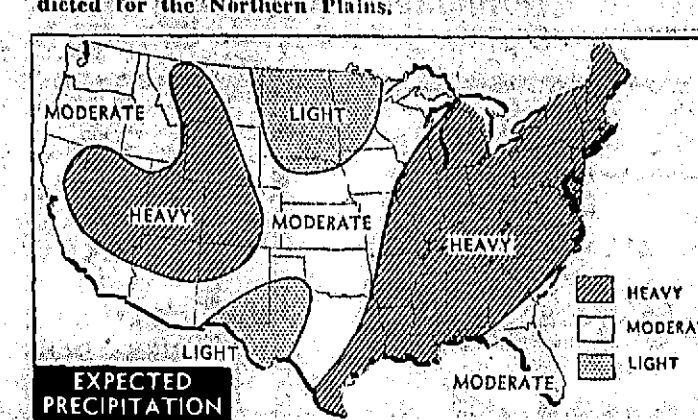 dicted for the Northern Plains.
MODERATE
LIGHT
HEAVY
MODERATE
HEAVY
HEAVY
MODERAT
LIGHT
LIGHT
MODERATE
EXPECTED
PRECIPITATION